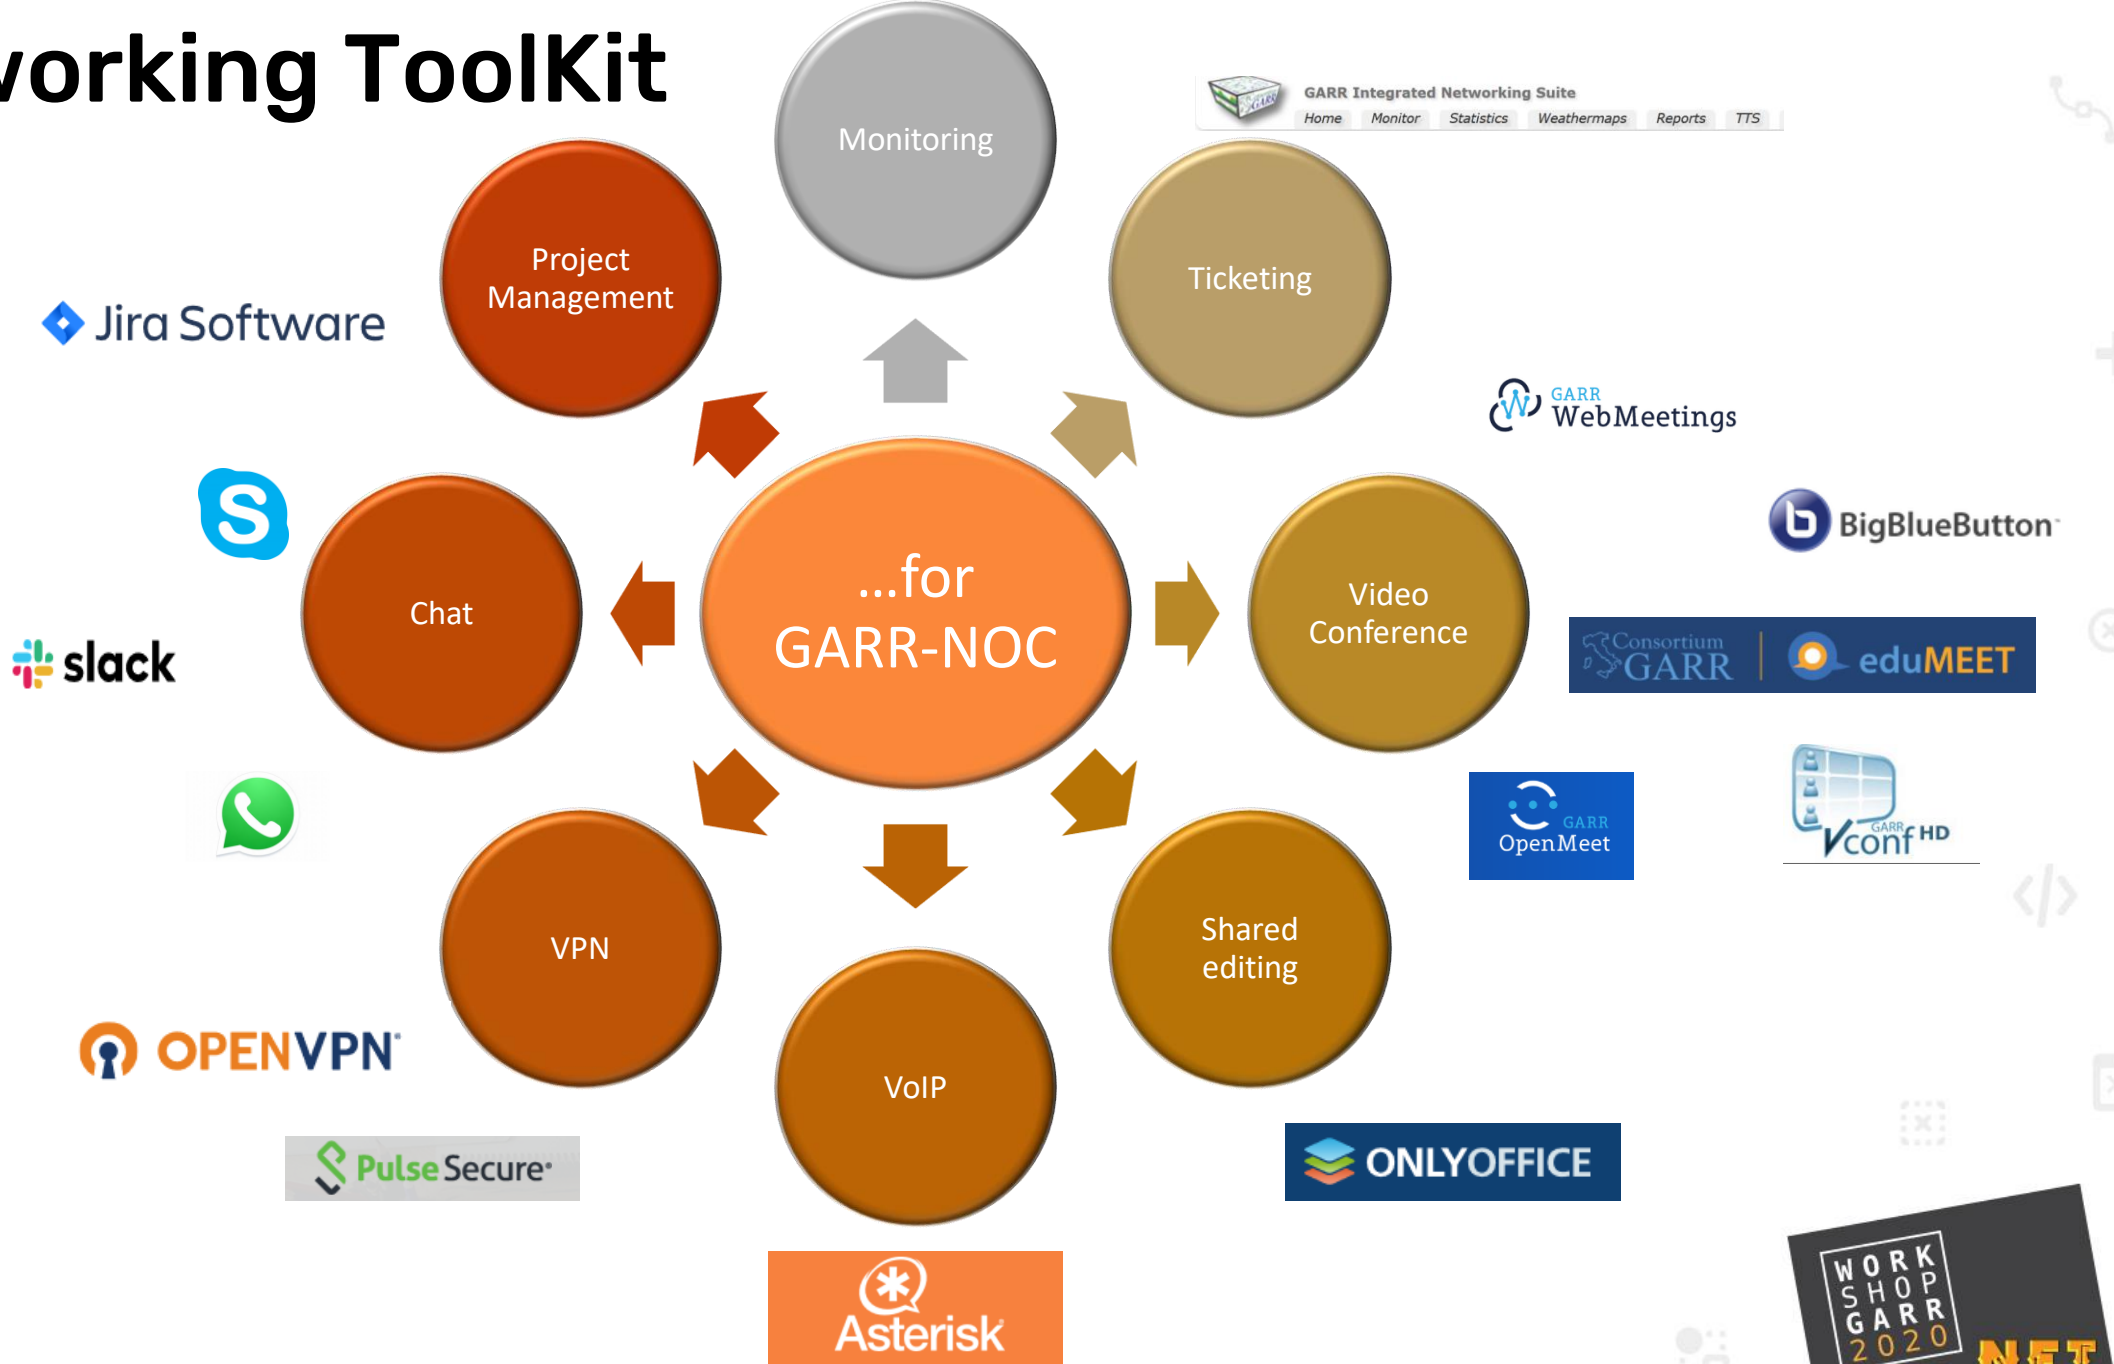 working ToolKit
Monitoring
GARR Integrated Networking Suite
Home Monitor Statistics Weathermaps Reports TTS
GARR
Project
Management
Ticketing
Jira Software
GARR
WebMeetings
S
BigBlueButton
...for
GARR-NOC
Chat
Video
Conference
slack
Consortium
GARR
eduMEET
GARR
OpenMeet
GARR
Vconf HD
VPN
Shared
editing
OPENVPN
VoIP
Pulse Secure
ONLYOFFICE
Asterisk
WORK
SHOP
GARR
2020
NET